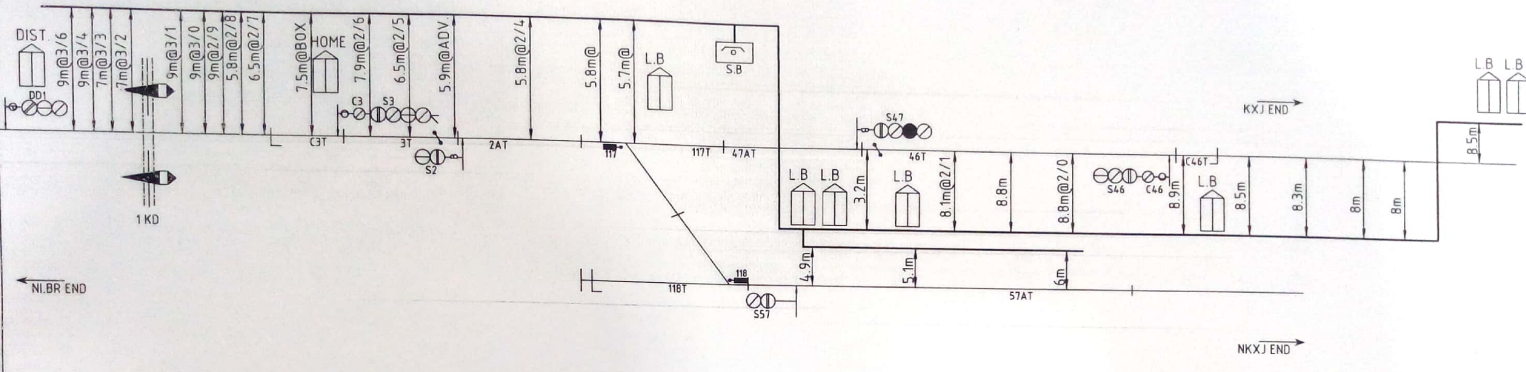 DIST.
DD1
9m@3/6
9m@3/4
7m@3/3
7m@3/2
1 KD
9m@3/1
9m@3/0
9m@2/9
5.8m@2/8
6.5m@2/7
7.5m@BOX
HOME
7.9m@2/6
6.5m@2/5
5.9m@ADV.
5.8m@2/4
5.8m@
5.7m@
L.B
S.B
C3
S3
C3T
3T
S2
2AT
117
117T
47AT
S47
46T
KXJ END
L.B
L.B
3.2m
L.B
8.1m@2/1
8.8m
8.8m@2/0
S46
C46
C46T
8.9m
L.B
8.5m
8.3m
8m
8m
8.5m
L.B
L.B
NI.BR END
118T
118
S57
4.9m
5.1m
6m
57AT
NKXJ END